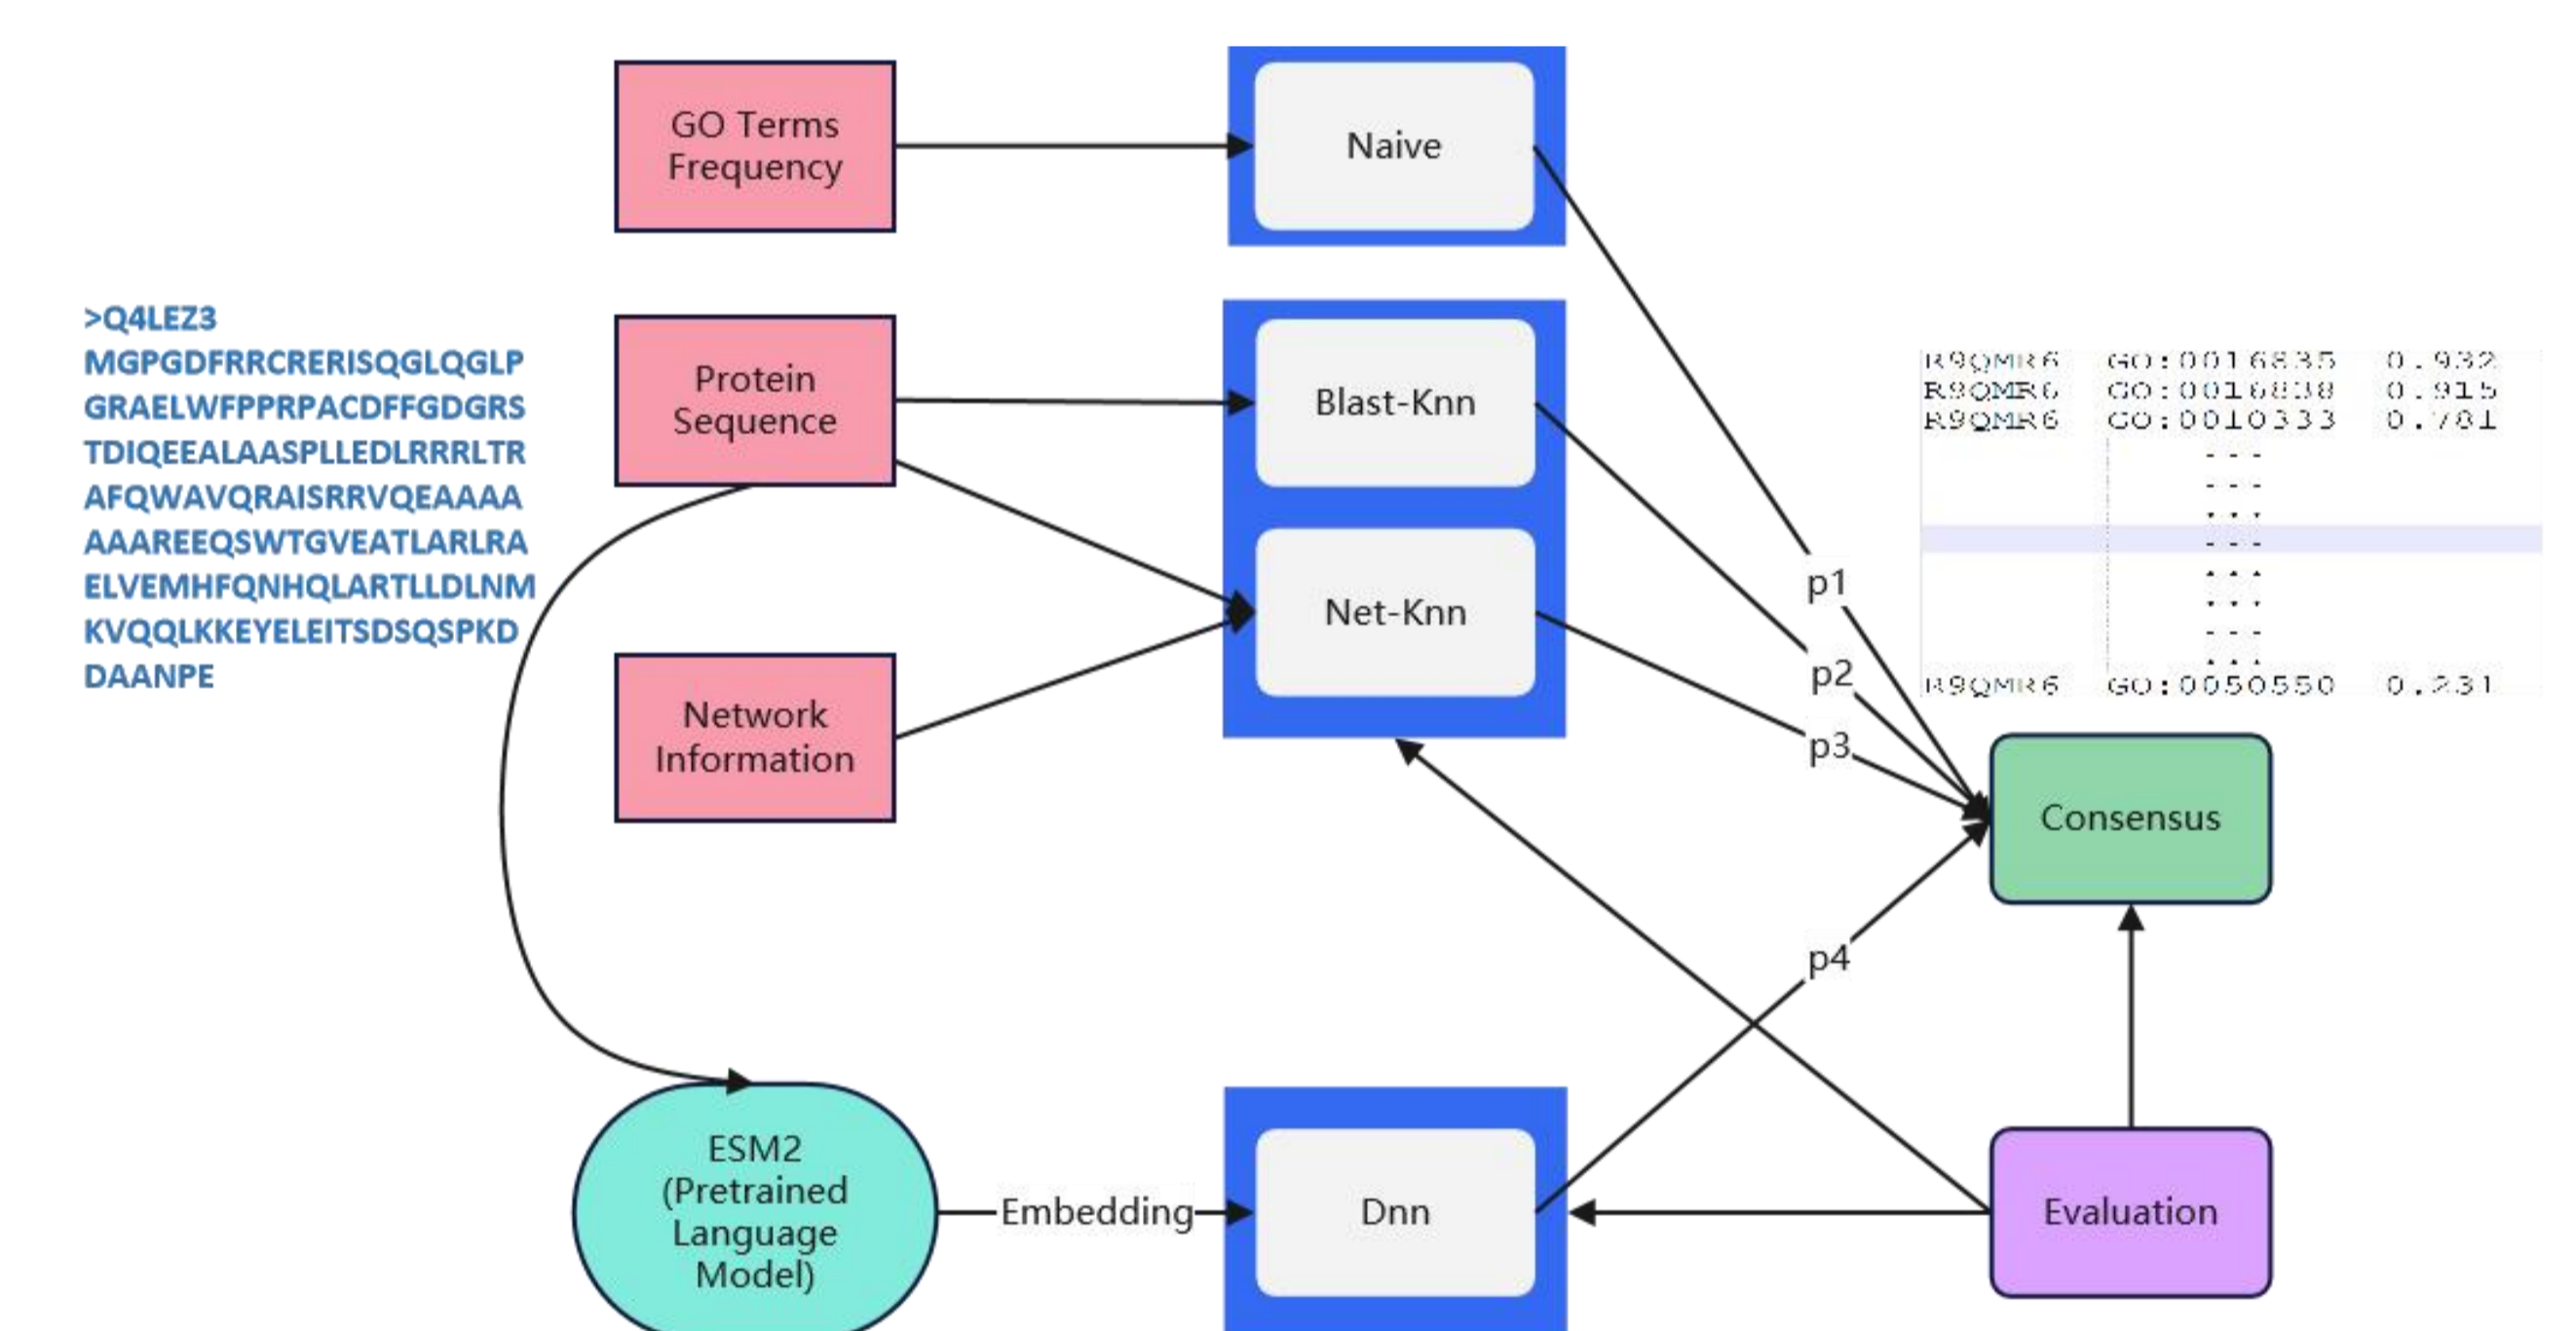 GO Terms
Frequency
Naive
>Q4LEZ3
MGPGDFRRCRERISQGLQGLP
GRAELWFPPRPACDFFGDGRS
TDIQEEALAASPLLEDLRRRLTR
AFQWAVQRAISRRVQEAAAA
AAAREEQSWTGVEATLARLRA
ELVEMHFQNHQLARTLLDLNM
KVQQLKKEYELEITSDSQSPKD
DAANPE
Protein
Sequence
Blast-Knn
Net-Knn
Network
Information
p1
p2
p3
p4
R9QMR6 GO:0016835 0.932
R9QMR6 GO:0016838 0.915
R9QMR6 GO:0010333 0.781
...
...
...
...
...
...
...
...
R9QMR6 GO:0050550 0.231
Consensus
ESM2
(Pretrained
Language
Model)
Embedding
Dnn
Evaluation